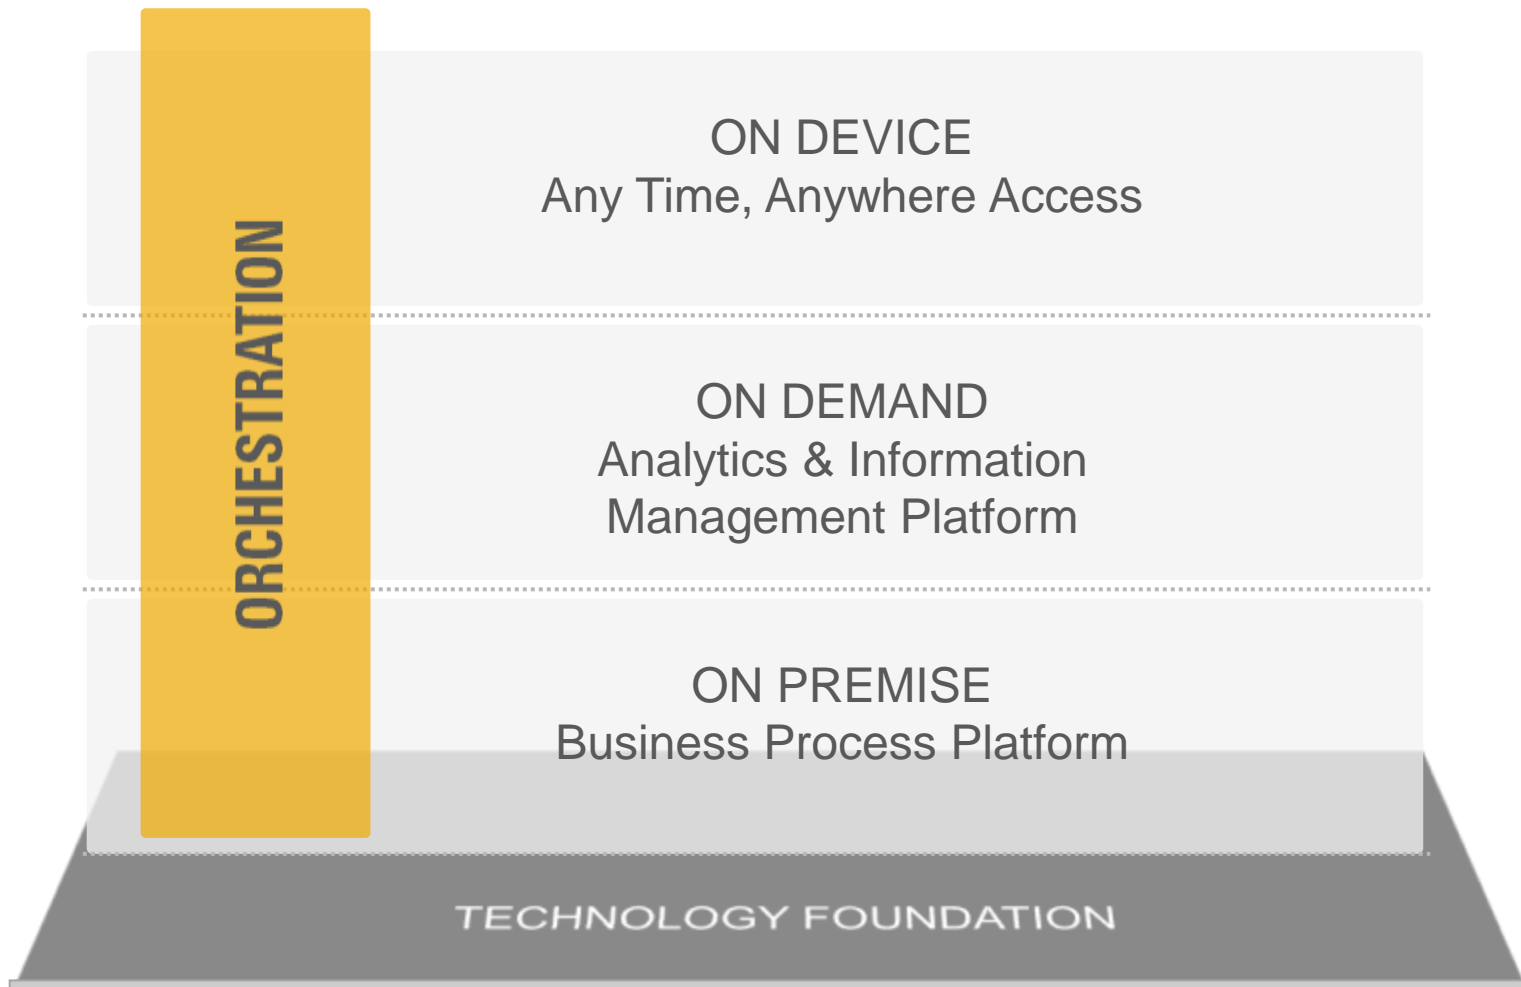 ORCHESTRATION
ON DEVICE
Any Time, Anywhere Access
ON DEMAND
Analytics & Information
Management Platform
ON PREMISE
Business Process Platform
TECHNOLOGY FOUNDATION